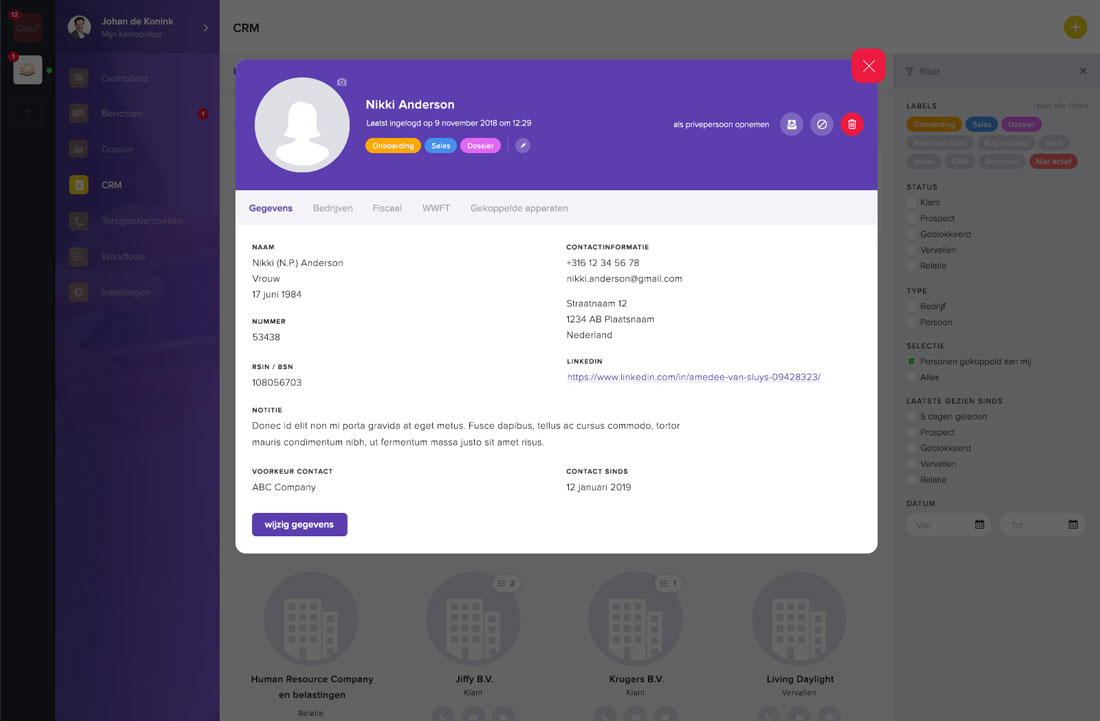 12
Gjald
1
Johan de Konink
Mijn KantoorApp
Dashboard
Berichten
1
Dossier
CRM
Terugbelverzoeken
Workflows
Instellingen
CRM
Nikki Anderson
Laatst ingelogd op 9 november 2018 om 12:29
Onboarding Sales Dossier
als privepersoon opnemen
Gegevens Bedrijven Fiscaal WWFT Gekoppelde apparaten
NAAM
Nikki (N.P.) Anderson
Vrouw
17 juni 1984
NUMMER
53438
RSIN / BSN
108056703
CONTACTINFORMATIE
+316 12 34 56 78
nikki.anderson@gmail.com
Straatnaam 12
1234 AB Plaatsnaam
Nederland
LINKEDIN
https://www.linkedin.com/in/amedee-van-sluys-09428323/
NOTITIE
Donec id elit non mi porta gravida at eget metus. Fusce dapibus, tellus ac cursus commodo, tortor
mauris condimentum nibh, ut fermentum massa justo sit amet risus.
VOORKEUR CONTACT
ABC Company
CONTACT SINDS
12 januari 2019
wijzig gegevens
2
1
Human Resource Company
en belastingen
Relatie
Jiffy B.V.
Klant
Krugers B.V.
Klant
Living Daylight
Vervallen
filter
LABELS reset alle filters
Onboarding Sales Dossier
Wens van klant Bug melding
Johan CRM Berichten Niet actief
STATUS
Klant
Prospect
Geblokkeerd
Vervallen
Relatie
TYPE
Bedrijf
Persoon
SELECTIE
Personen gekoppeld aan mij
Alles
LAATSTE GEZIEN SINDS
5 dagen geleden
Prospect
Geblokkeerd
Vervallen
Relatie
DATUM
Van Tot